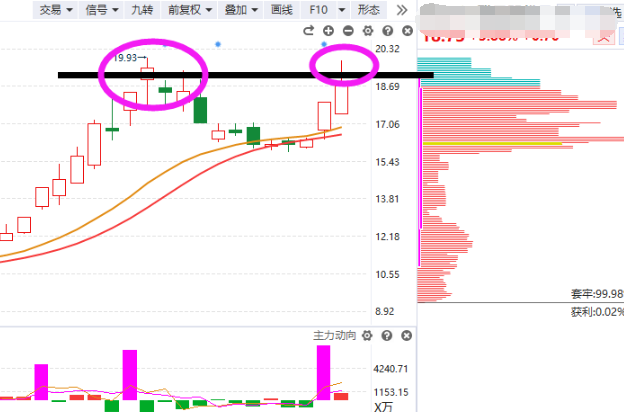 交易 信号 九转 前复权 叠加 画线 F10 形态
19.93
20.32
18.69
17.06
15.43
13.81
12.18
10.55
8.92
套牢:99.98
获利:0.02%
主力动向
4240.71
1153.15
X万